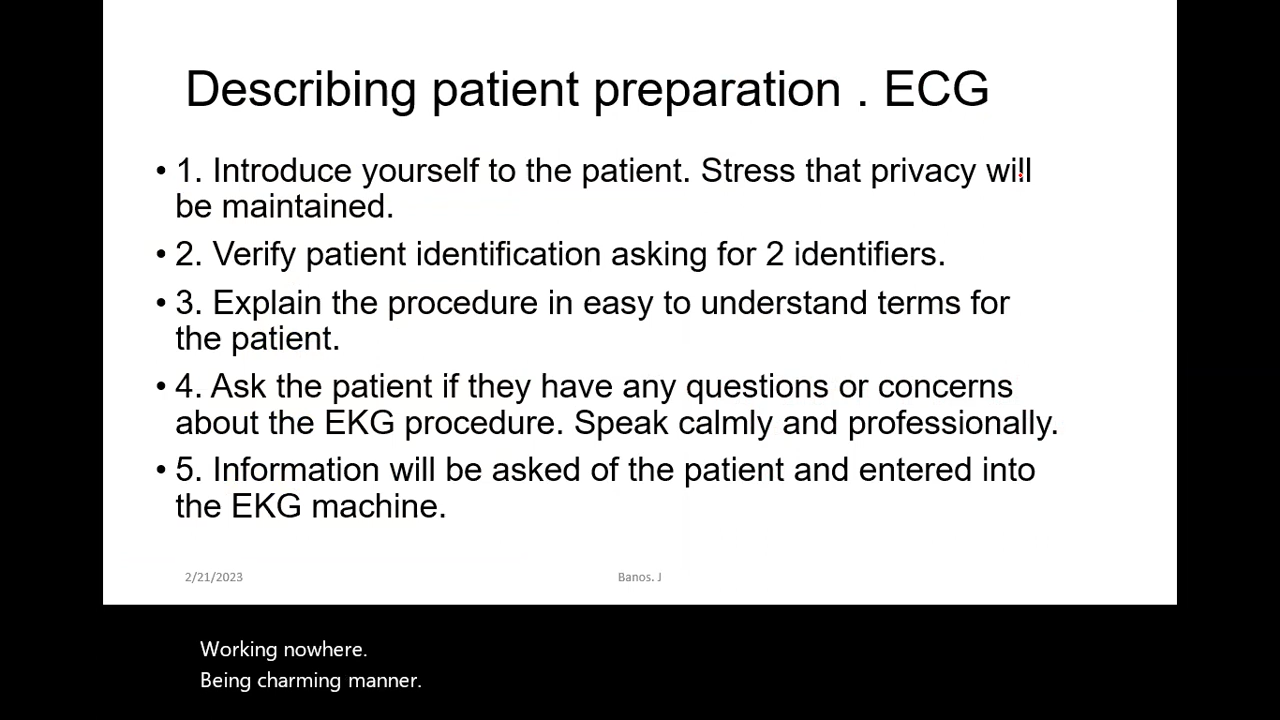 Describing patient preparation . ECG
• 1. Introduce yourself to the patient. Stress that privacy will
be maintained.
• 2. Verify patient identification asking for 2 identifiers.
• 3. Explain the procedure in easy to understand terms for
the patient.
• 4. Ask the patient if they have any questions or concerns
about the EKG procedure. Speak calmly and professionally.
• 5. Information will be asked of the patient and entered into
the EKG machine.
2/21/2023
Banos. J
Working nowhere.
Being charming manner.